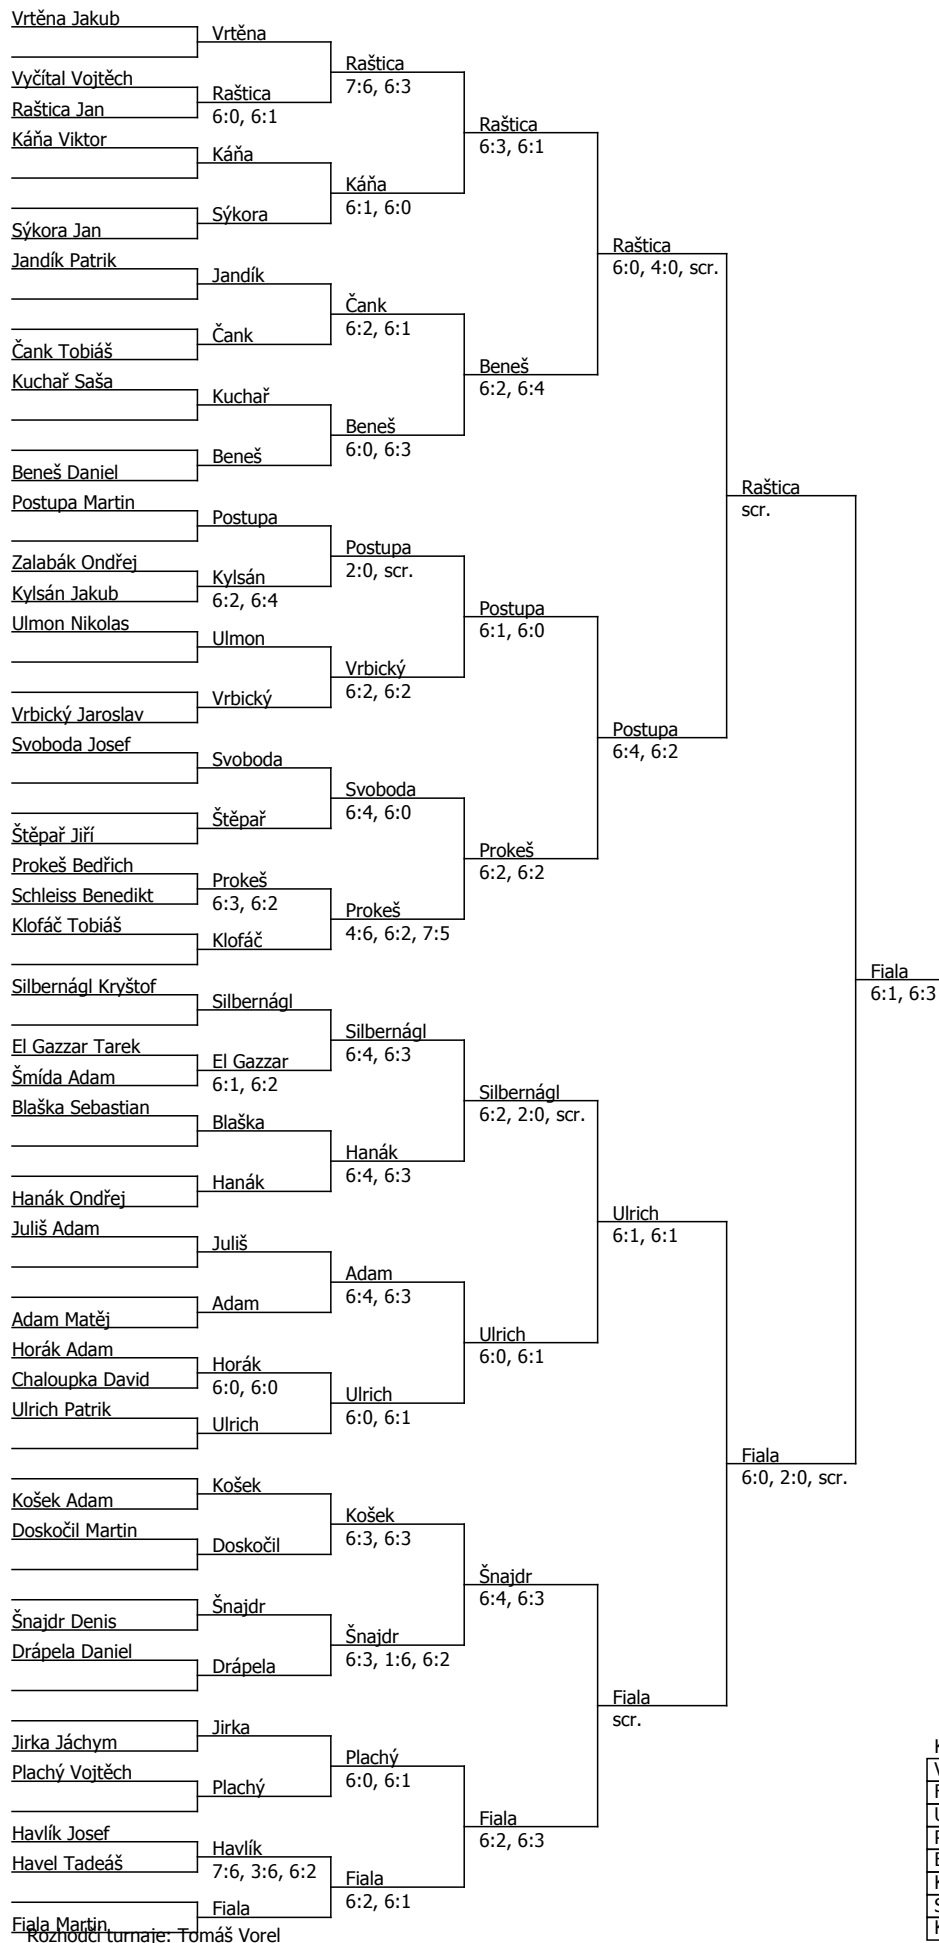 Vrtěna Jakub
Vyčítal Vojtěch
Raštica Jan
Káňa Viktor
Sýkora Jan
Jandík Patrik
Čank Tobiáš
Kuchař Saša
Beneš Daniel
Postupa Martin
Zalabák Ondřej
Kylsán Jakub
Ulmon Nikolas
Vrbický Jaroslav
Svoboda Josef
Štěpař Jiří
Prokeš Bedřich
Schleiss Benedikt
Klofáč Tobiáš
Silbernágl Kryštof
El Gazzar Tarek
Šmída Adam
Blaška Sebastian
Hanák Ondřej
Juliš Adam
Adam Matěj
Horák Adam
Chaloupka David
Ulrich Patrik
Košek Adam
Doskočil Martin
Šnajdr Denis
Drápela Daniel
Jirka Jáchym
Plachý Vojtěch
Havlík Josef
Havel Tadeáš
Fiala Martin
Rozhodčí turnaje: Tomáš Vorel
Vrtěna
Raštica
6:0, 6:1
Káňa
Sýkora
Jandík
Čank
Kuchař
Beneš
Postupa
Kylsán
6:2, 6:4
Ulmon
Vrbický
Svoboda
Štěpař
Prokeš
6:3, 6:2
Klofáč
Silbernágl
El Gazzar
6:1, 6:2
Blaška
Hanák
Juliš
Adam
Horák
6:0, 6:0
Ulrich
Košek
Doskočil
Šnajdr
Drápela
Jirka
Plachý
Havlík
7:6, 3:6, 6:2
Fiala
Raštica
7:6, 6:3
Káňa
6:1, 6:0
Čank
6:2, 6:1
Beneš
6:0, 6:3
Postupa
2:0, scr.
Vrbický
6:2, 6:2
Svoboda
6:4, 6:0
Prokeš
4:6, 6:2, 7:5
Silbernágl
6:4, 6:3
Hanák
6:4, 6:3
Adam
6:4, 6:3
Ulrich
6:0, 6:1
Košek
6:3, 6:3
Šnajdr
6:3, 1:6, 6:2
Plachý
6:0, 6:1
Fiala
6:2, 6:1
Raštica
6:3, 6:1
Beneš
6:2, 6:4
Postupa
6:1, 6:0
Prokeš
6:2, 6:2
Silbernágl
6:2, 2:0, scr.
Ulrich
6:0, 6:1
Šnajdr
6:4, 6:3
Fiala
6:2, 6:3
Raštica
6:0, 4:0, scr.
Postupa
6:4, 6:2
Ulrich
6:1, 6:1
Fiala
scr.
Raštica
scr.
Fiala
6:0, 2:0, scr.
Fiala
6:1, 6:3